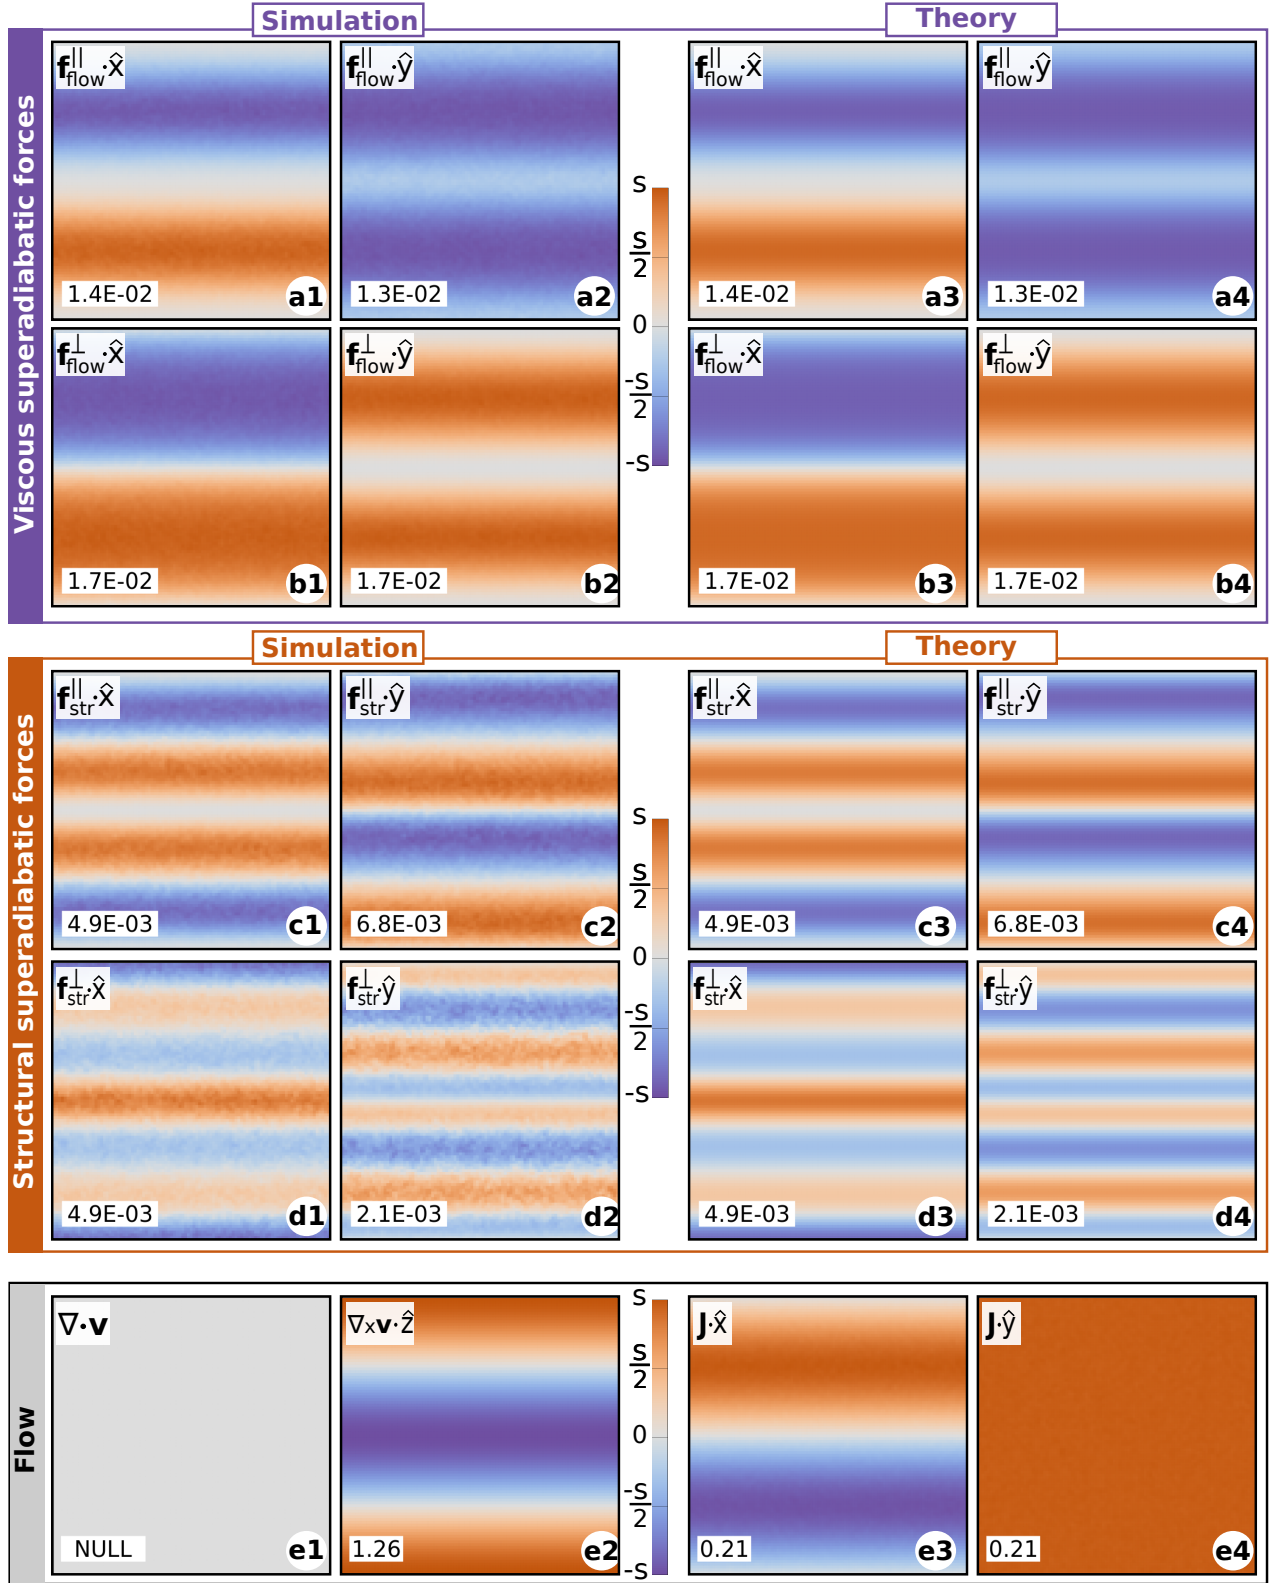 Simulation
Theory
Viscous superadiabatic forces
f∥flow·x̂
f∥flow·ŷ
f∥flow·x̂
f∥flow·ŷ
1.4E-02
a1
1.3E-02
a2
1.4E-02
a3
1.3E-02
a4
s
s/2
0
-s/2
-s
f⊥flow·x̂
f⊥flow·ŷ
f⊥flow·x̂
f⊥flow·ŷ
1.7E-02
b1
1.7E-02
b2
1.7E-02
b3
1.7E-02
b4
Simulation
Theory
Structural superadiabatic forces
f∥str·x̂
f∥str·ŷ
f∥str·x̂
f∥str·ŷ
4.9E-03
c1
6.8E-03
c2
4.9E-03
c3
6.8E-03
c4
s
s/2
0
-s/2
-s
f⊥str·x̂
f⊥str·ŷ
f⊥str·x̂
f⊥str·ŷ
4.9E-03
d1
2.1E-03
d2
4.9E-03
d3
2.1E-03
d4
Flow
∇·v
∇×v·ẑ
J·x̂
J·ŷ
s
s/2
0
-s/2
-s
NULL
e1
1.26
e2
0.21
e3
0.21
e4